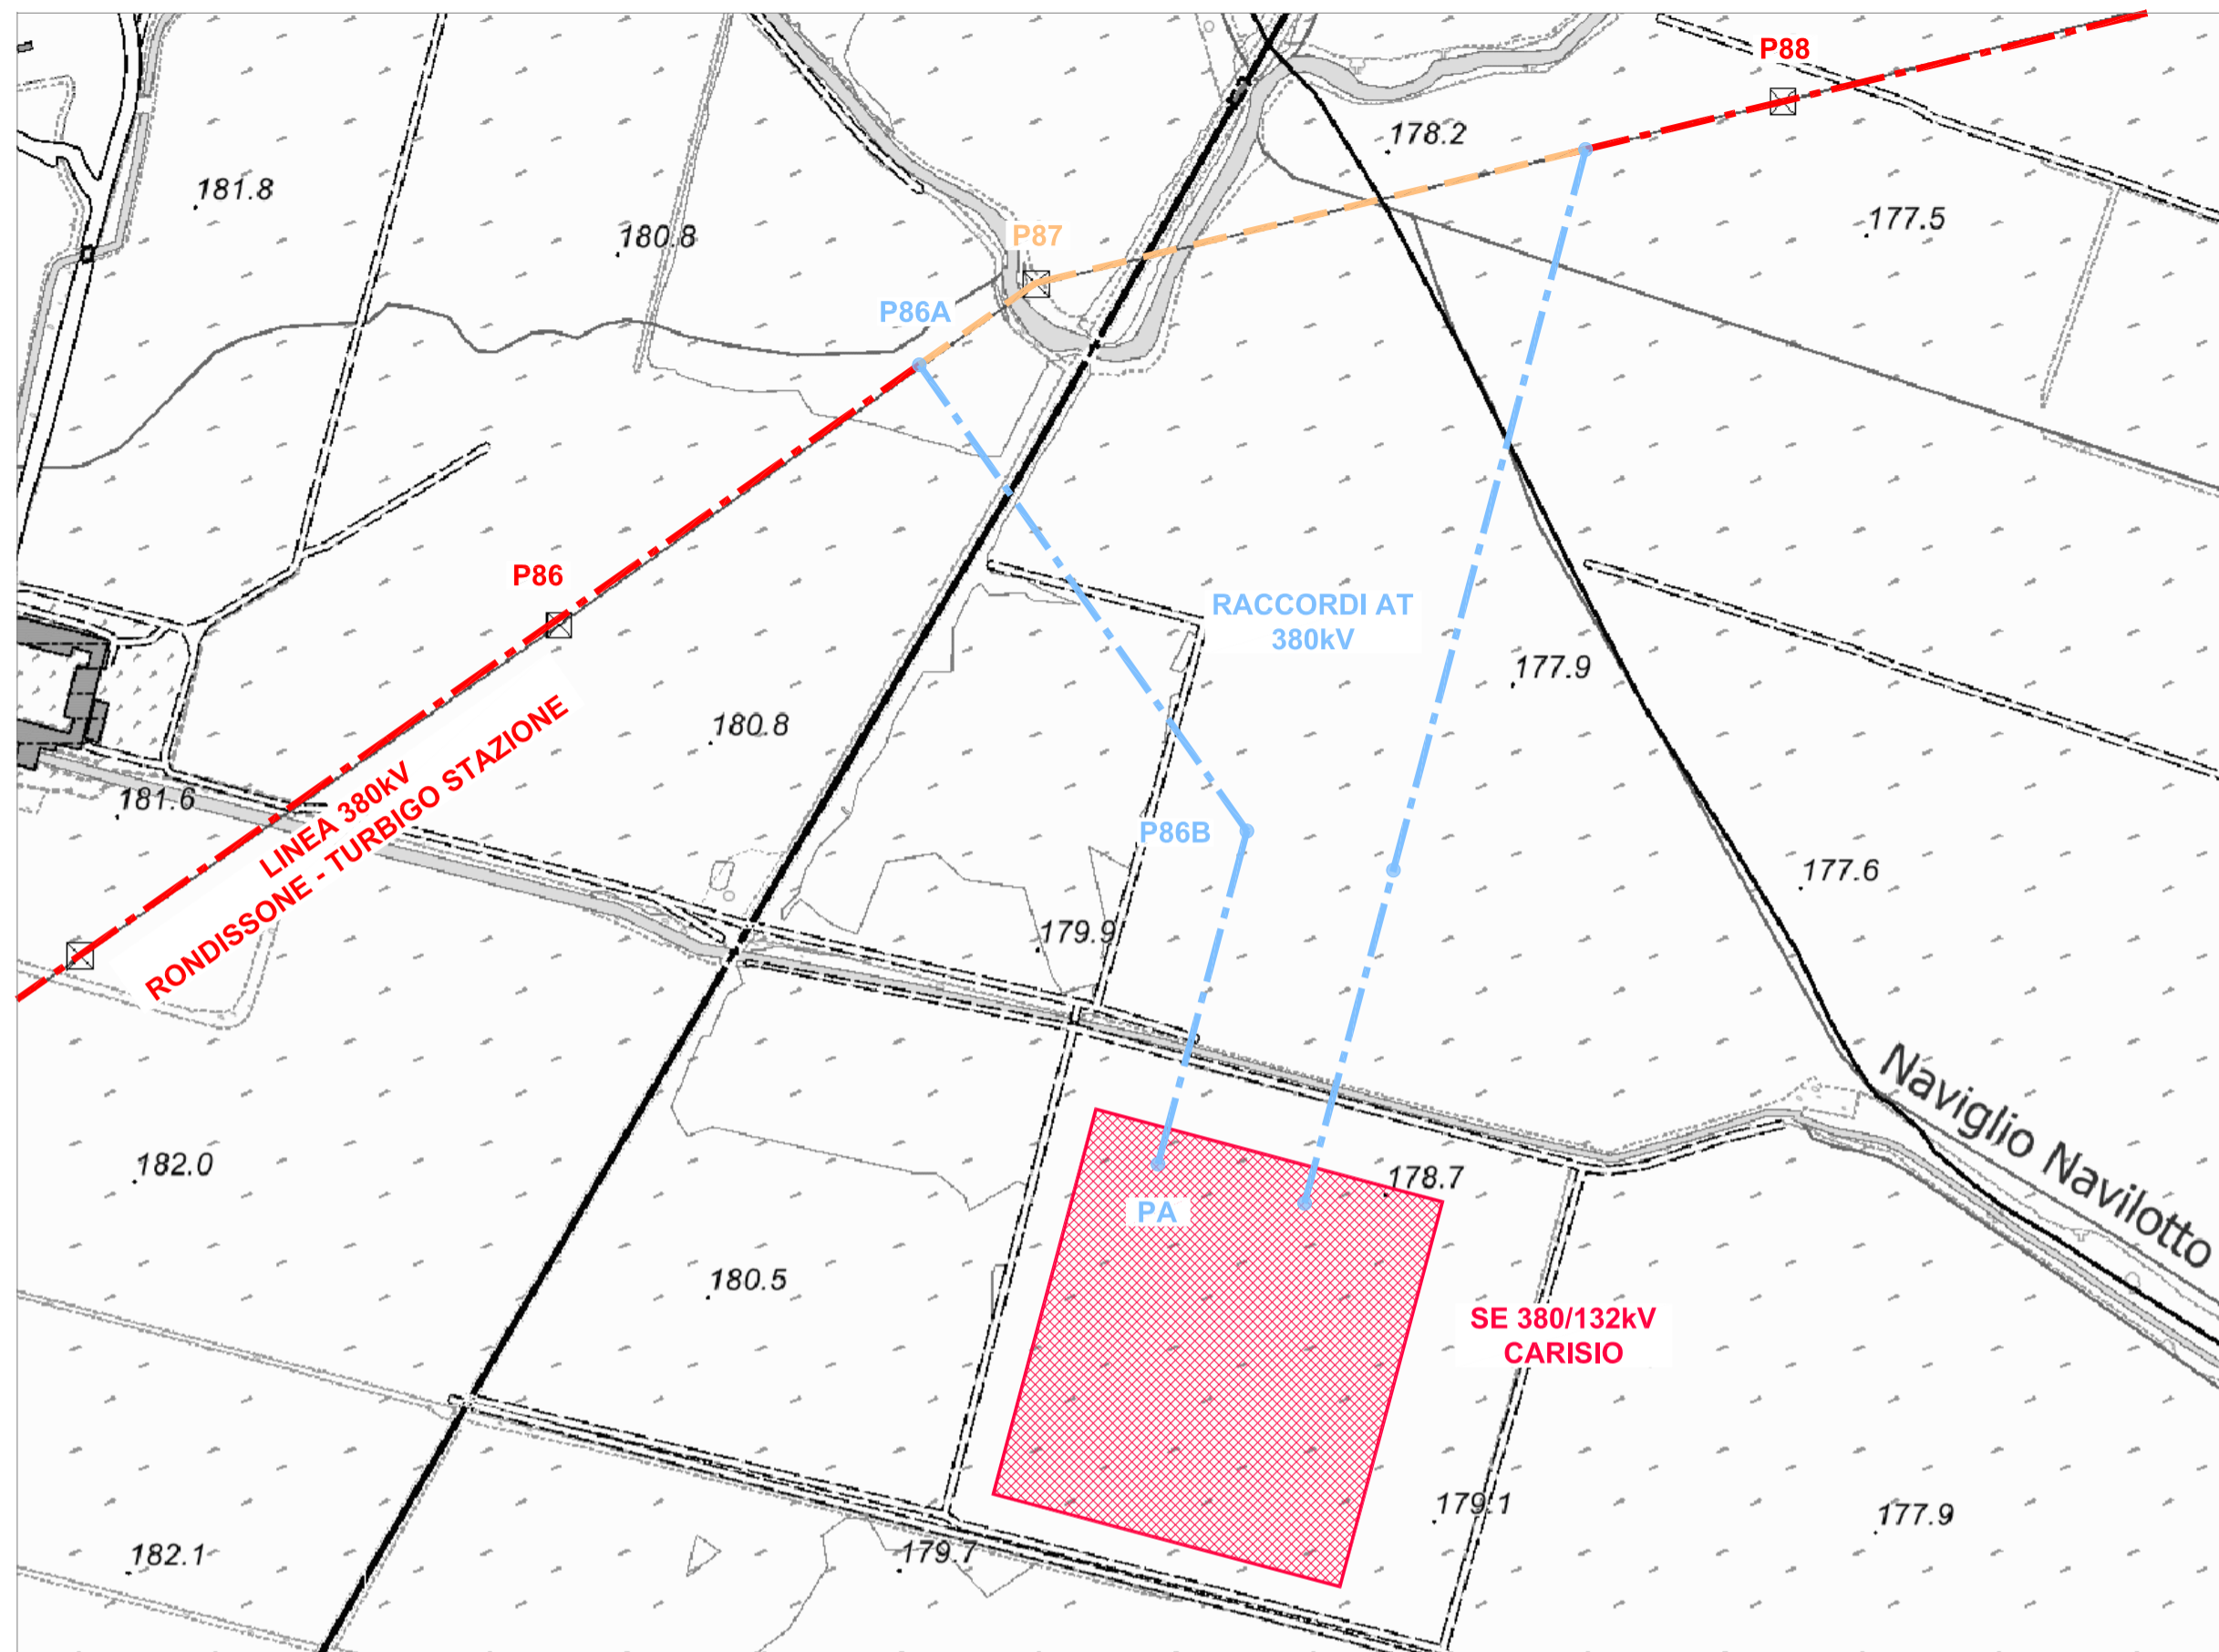 P88
178.2
181.8
177.5
180.8
P87
P86A
P86
RACCORDI AT
380kV
177.9
180.8
LINEA 380kV
RONDISSONE - TURBIGO STAZIONE
181.6
P86B
177.6
179.9
Naviglio Navilotto
182.0
178.7
PA
180.5
SE 380/132kV
CARISIO
179.1
177.9
182.1
179.7